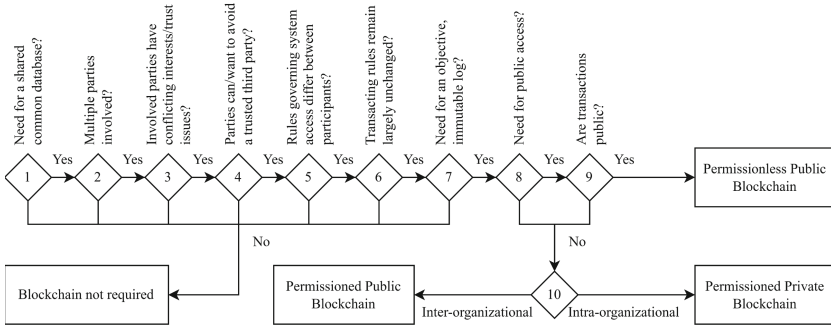 Need for a shared
common database?
Multiple parties
involved?
Involved parties have
conflicting interests/trust
issues?
Parties can/want to avoid
a trusted third party?
Rules governing system
access differ between
participants?
Transacting rules remain
largely unchanged?
Need for an objective,
immutable log?
Need for public access?
Are transactions
public?
1
Yes
2
Yes
3
Yes
4
Yes
5
Yes
6
Yes
7
Yes
8
Yes
9
Yes
Permissionless Public
Blockchain
No
No
Blockchain not required
Permissioned Public
Blockchain
Inter-organizational
10
Intra-organizational
Permissioned Private
Blockchain